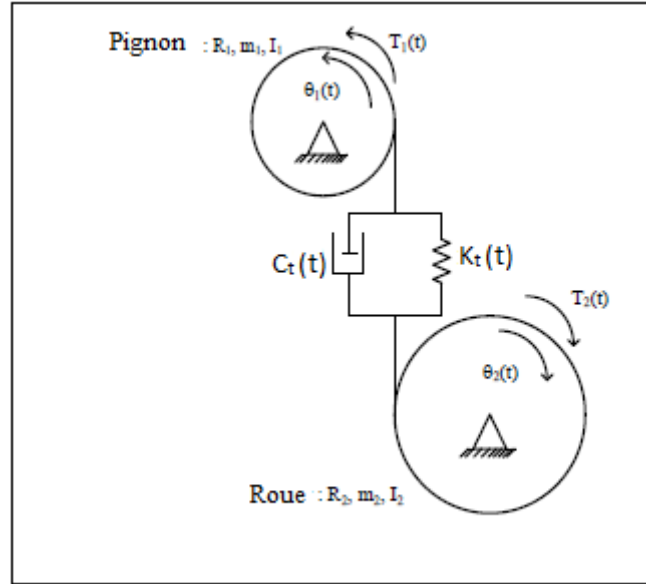 Pignon : R₁, m₁, I₁
T₁(t)
θ₁(t)
Cₜ(t)
Kₜ(t)
T₂(t)
θ₂(t)
Roue : R₂, m₂, I₂